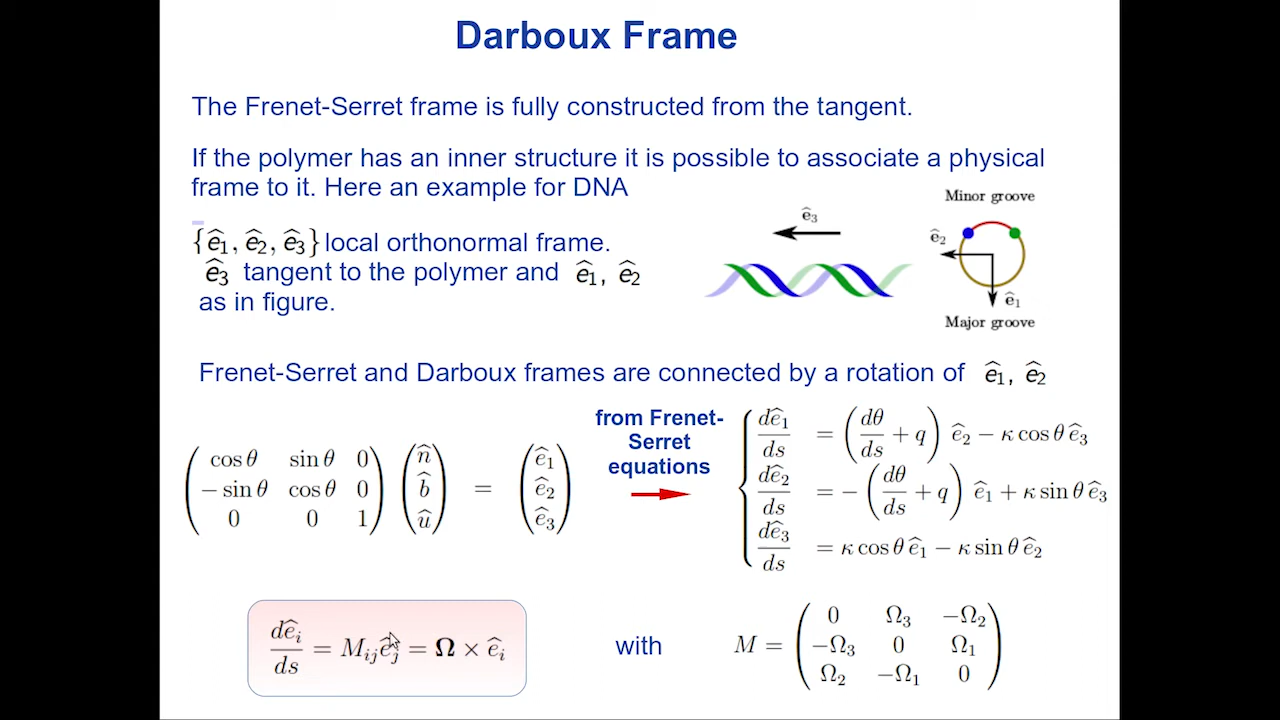 Darboux Frame
The Frenet-Serret frame is fully constructed from the tangent.
If the polymer has an inner structure it is possible to associate a physical
frame to it. Here an example for DNA
{ê₁, ê₂, ê₃} local orthonormal frame.
ê₃ tangent to the polymer and ê₁, ê₂
as in figure.
ê₃
Minor groove
ê₂
ê₁
Major groove
Frenet-Serret and Darboux frames are connected by a rotation of ê₁, ê₂
( cos θ sin θ 0 ) ( n̂ ) ( ê₁ )
( − sin θ cos θ 0 ) ( b̂ ) = ( ê₂ )
( 0 0 1 ) ( û ) ( ê₃ )
from Frenet-
Serret
equations
dê₁/ds = (dθ/ds + q) ê₂ − κ cos θ ê₃
dê₂/ds = − (dθ/ds + q) ê₁ + κ sin θ ê₃
dê₃/ds = κ cos θ ê₁ − κ sin θ ê₂
dêᵢ/ds = Mᵢⱼ êⱼ = Ω × êᵢ
with
M = ( 0 Ω₃ −Ω₂ )
( −Ω₃ 0 Ω₁ )
( Ω₂ −Ω₁ 0 )